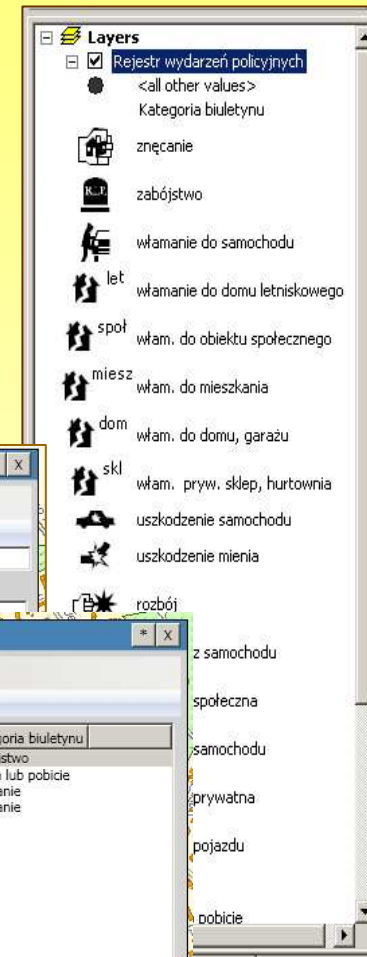 Layers
Rejestr wydarzeń policyjnych
<all other values>
Kategoria biuletynu
znęcanie
R.I.P.
zabójstwo
włamanie do samochodu
let
włamanie do domu letniskowego
społ
włam. do obiektu społecznego
miesz
włam. do mieszkania
dom
włam. do domu, garażu
skl
włam. pryw. sklep, hurtownia
uszkodzenie samochodu
uszkodzenie mienia
rozbój
z samochodu
społeczna
samochodu
prywatna
pojazdu
pobicie
X
* X
goria biuletynu
jstwo
lub pobicie
anie
anie